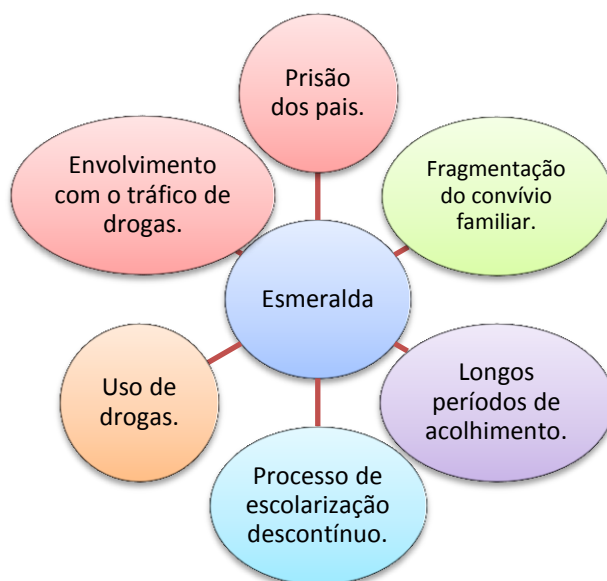 Prisão
dos pais.
Envolvimento
com o tráfico de
drogas.
Fragmentação
do convívio
familiar.
Esmeralda
Uso de
drogas.
Longos
períodos de
acolhimento.
Processo de
escolarização
descontínuo.